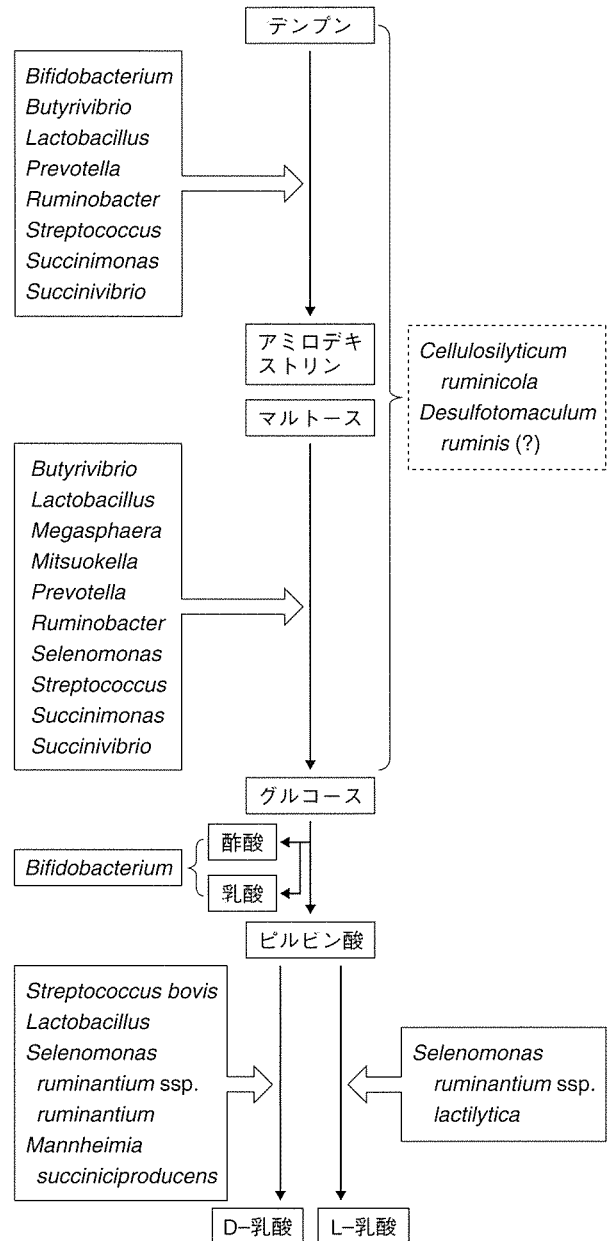 デンプン
Bifidobacterium
Butyrivibrio
Lactobacillus
Prevotella
Ruminobacter
Streptococcus
Succinimonas
Succinivibrio
アミロデキ
ストリン
マルトース
Cellulosilyticum
ruminicola
Desulfotomaculum
ruminis (?)
Butyrivibrio
Lactobacillus
Megasphaera
Mitsuokella
Prevotella
Ruminobacter
Selenomonas
Streptococcus
Succinimonas
Succinivibrio
グルコース
酢酸
Bifidobacterium
乳酸
ピルビン酸
Streptococcus bovis
Lactobacillus
Selenomonas
ruminantium ssp.
ruminantium
Mannheimia
succiniciproducens
Selenomonas
ruminantium ssp.
lactilytica
D–乳酸
L–乳酸